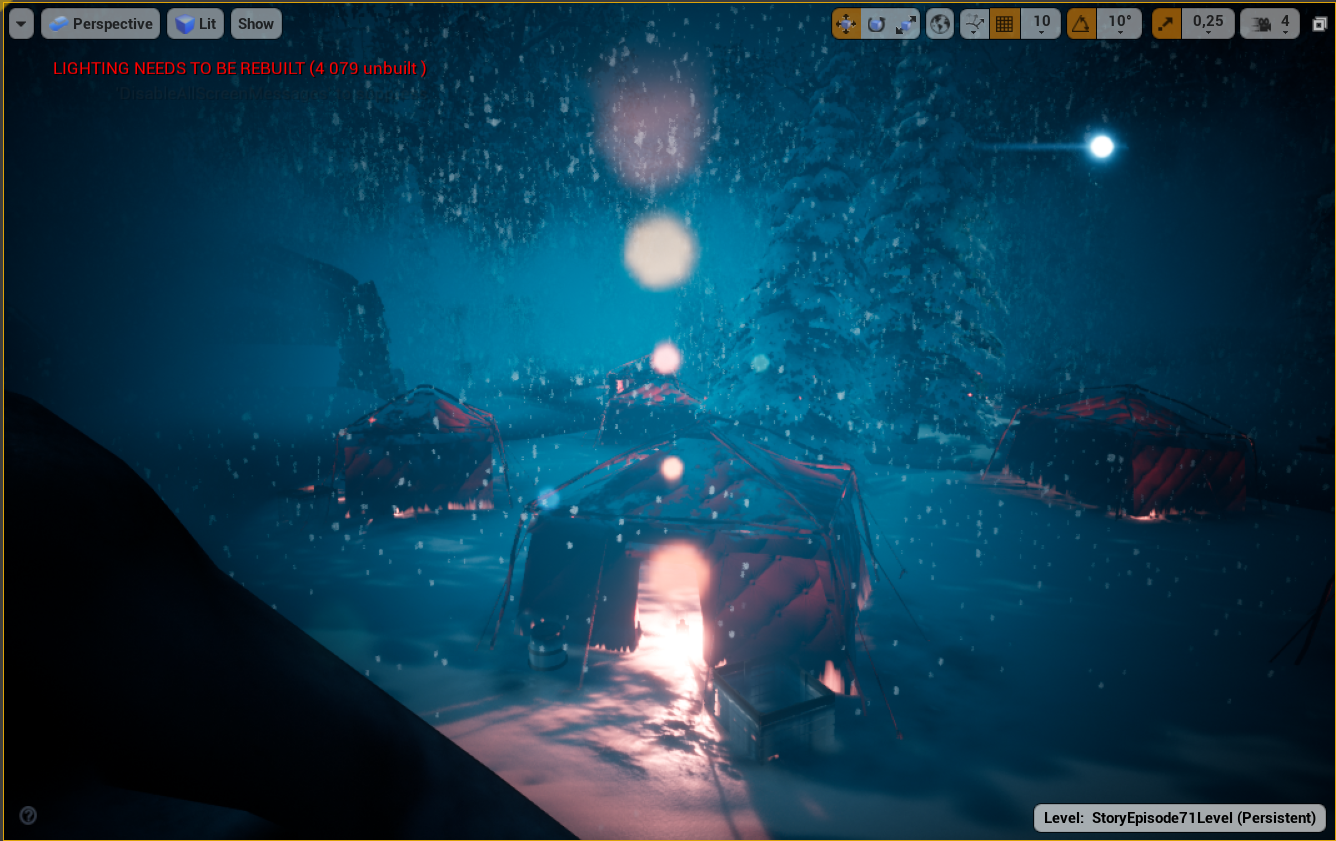 Perspective
Lit
Show
10
10°
0,25
4
LIGHTING NEEDS TO BE REBUILT (4 079 unbuilt )
Level: StoryEpisode71Level (Persistent)